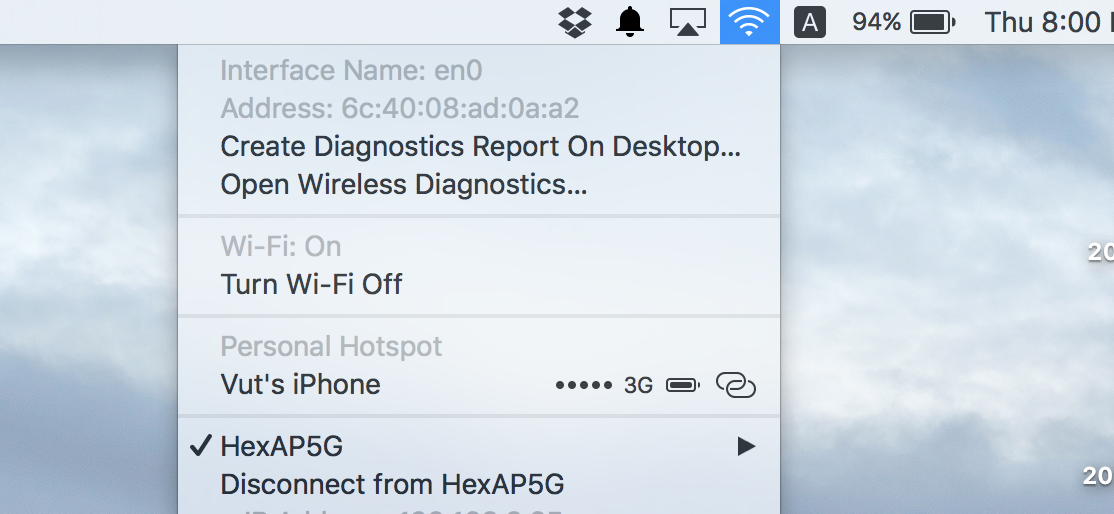 A 94% Thu 8:00
Interface Name: en0
Address: 6c:40:08:ad:0a:a2
Create Diagnostics Report On Desktop...
Open Wireless Diagnostics...
Wi-Fi: On
Turn Wi-Fi Off
Personal Hotspot
Vut's iPhone 3G
HexAP5G
Disconnect from HexAP5G
20
20